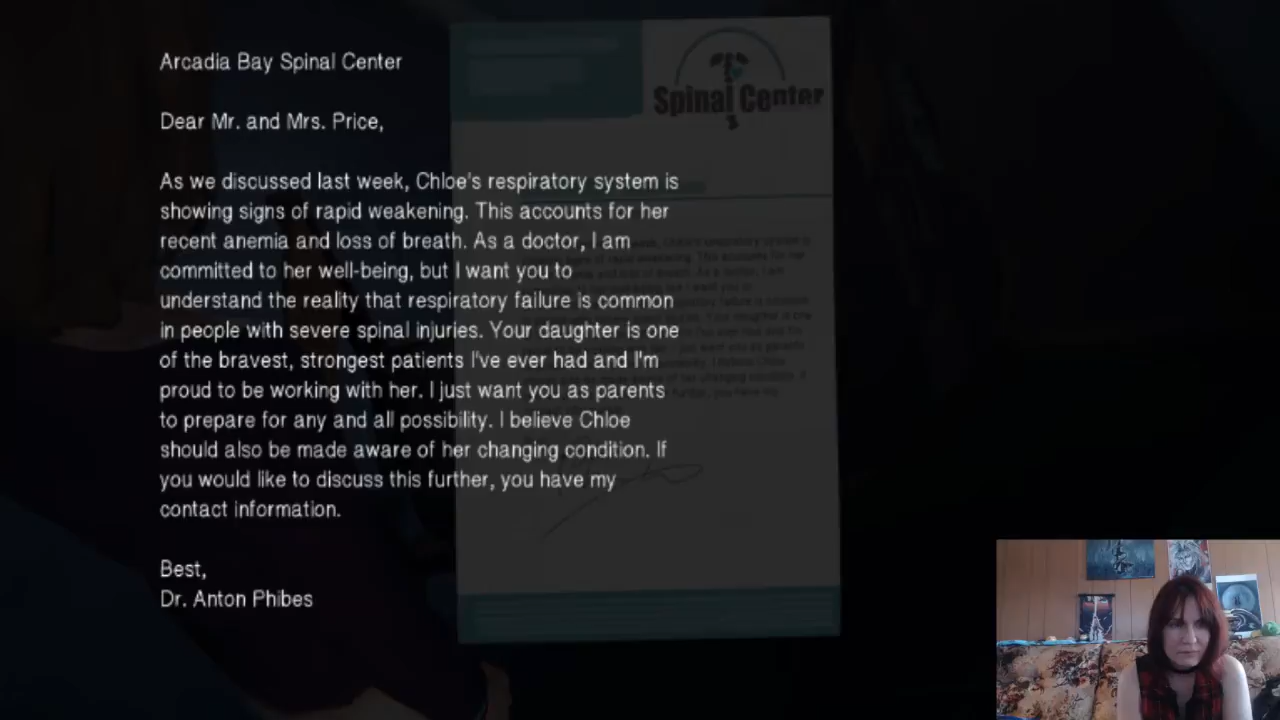 Arcadia Bay Spinal Center
Dear Mr. and Mrs. Price,
As we discussed last week, Chloe's respiratory system is
showing signs of rapid weakening. This accounts for her
recent anemia and loss of breath. As a doctor, I am
committed to her well-being, but I want you to
understand the reality that respiratory failure is common
in people with severe spinal injuries. Your daughter is one
of the bravest, strongest patients I've ever had and I'm
proud to be working with her. I just want you as parents
to prepare for any and all possibility. I believe Chloe
should also be made aware of her changing condition. If
you would like to discuss this further, you have my
contact information.
Best,
Dr. Anton Phibes
Spinal Center